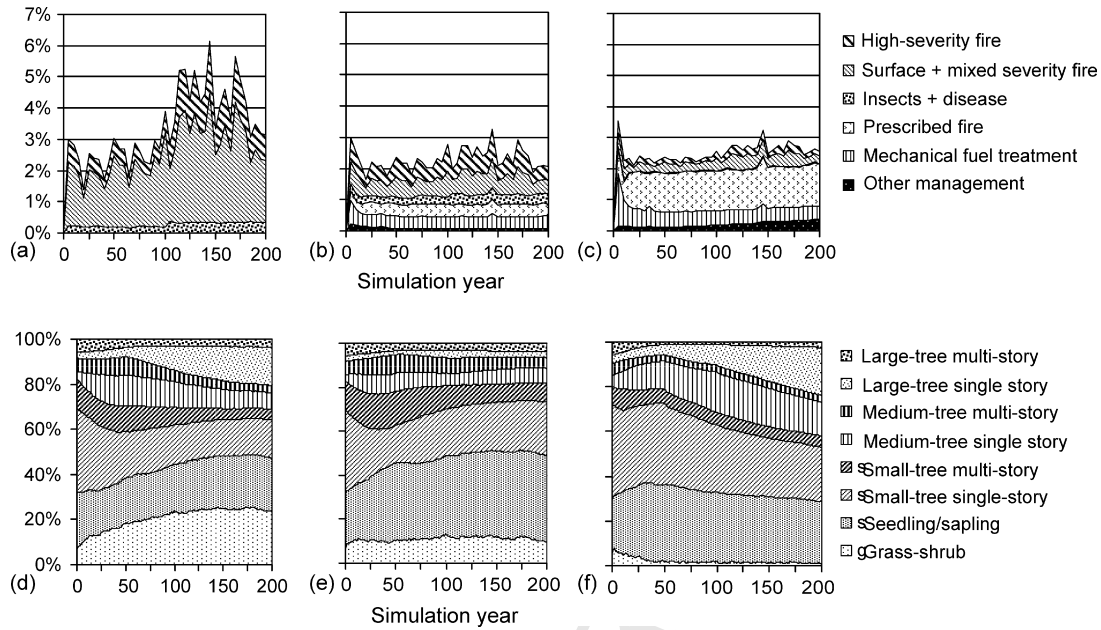 7%
6%
5%
4%
3%
2%
1%
0%
0 50 100 150 200
0 50 100 150 200
0 50 100 150 200
(a)
(b)
(c)
Simulation year
High-severity fire
Surface + mixed severity fire
Insects + disease
Prescribed fire
Mechanical fuel treatment
Other management
100%
80%
60%
40%
20%
0%
0 50 100 150 200
0 50 100 150 200
0 50 100 150 200
(d)
(e)
(f)
Simulation year
Large-tree multi-story
Large-tree single story
Medium-tree multi-story
Medium-tree single story
sSmall-tree multi-story
sSmall-tree single-story
sSeedling/sapling
gGrass-shrub